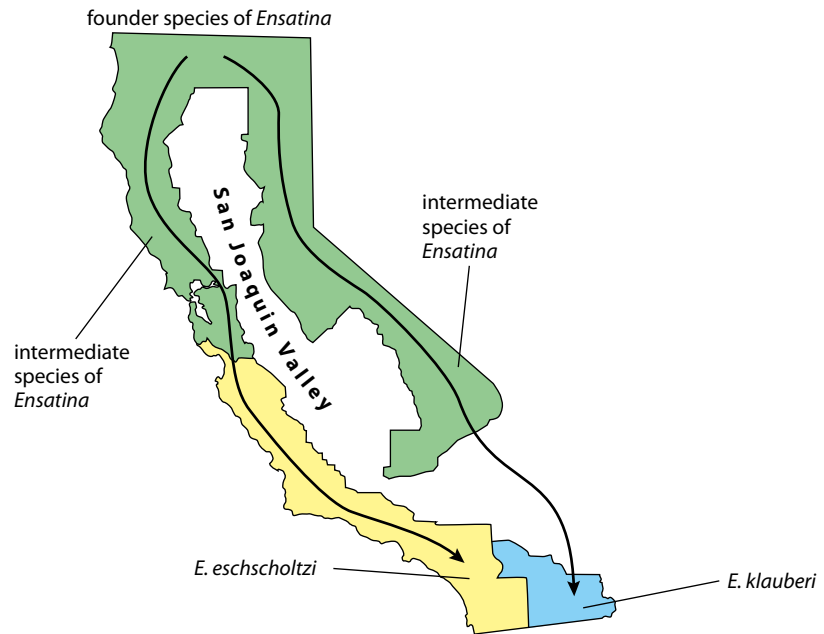 founder species of Ensatina
San Joaquin Valley
intermediate
species of
Ensatina
intermediate
species of
Ensatina
E. eschscholtzi
E. klauberi